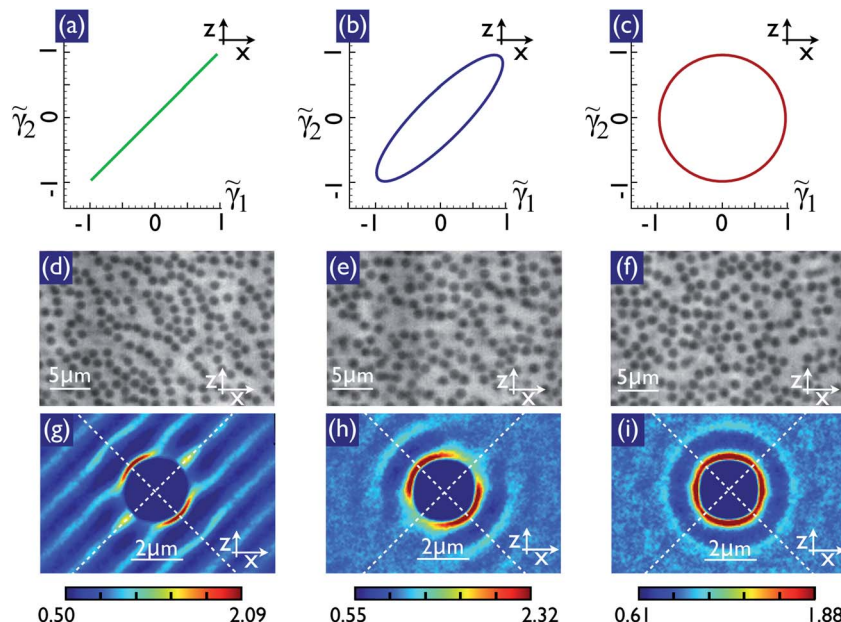 (a) z x
1 0 -1
γ̃₂
-1 0 1 γ̃₁
(b) z x
1 0 -1
γ̃₂
-1 0 1 γ̃₁
(c) z x
1 0 -1
γ̃₂
-1 0 1 γ̃₁
(d) 5μm z x
(e) 5μm z x
(f) 5μm z x
(g) 2μm z x
(h) 2μm z x
(i) 2μm z x
0.50 2.09
0.55 2.32
0.61 1.88